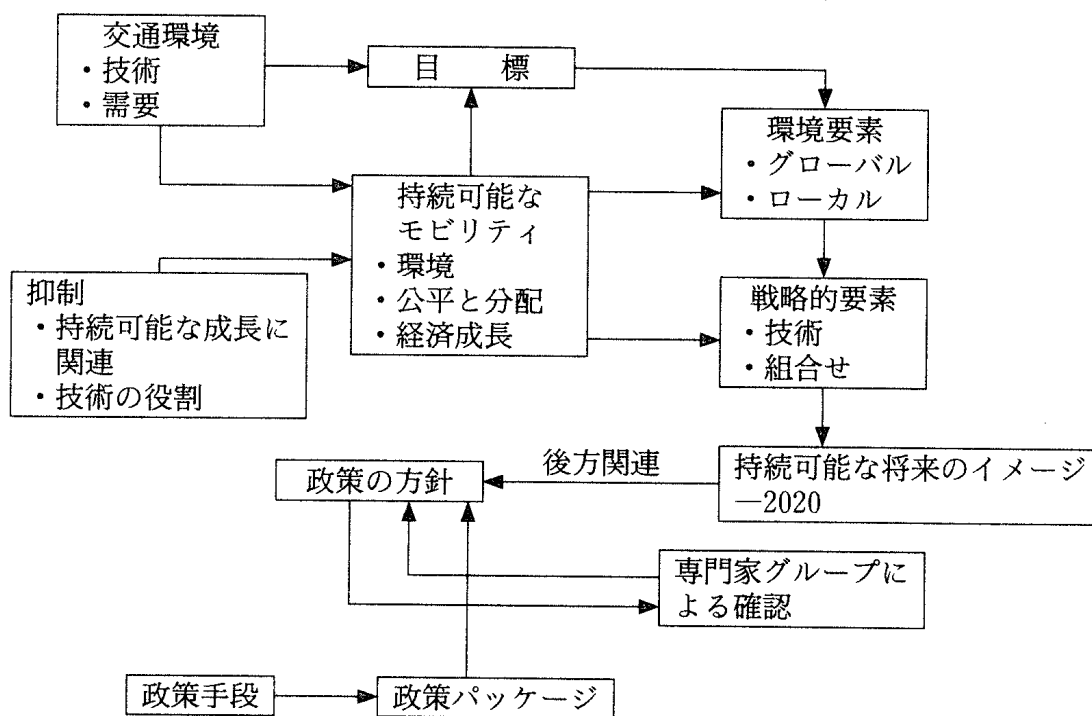 交通環境
・技術
・需要
目　標
環境要素
・グローバル
・ローカル
持続可能な
モビリティ
・環境
・公平と分配
・経済成長
抑制
・持続可能な成長に
関連
・技術の役割
戦略的要素
・技術
・組合せ
持続可能な将来のイメージ
―2020
後方関連
政策の方針
専門家グループに
よる確認
政策手段
政策パッケージ